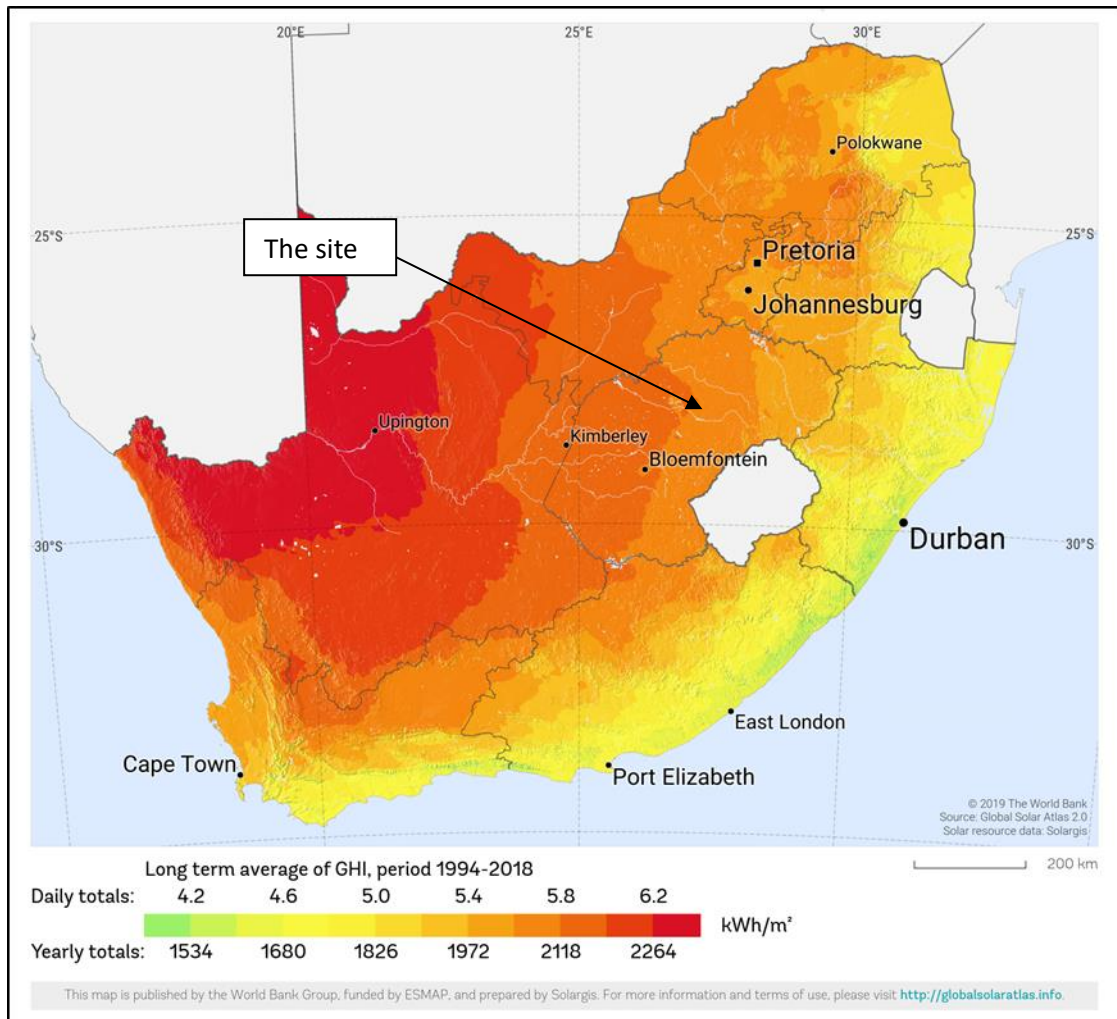 20°E
25°E
30°E
Polokwane
25°S
25°S
The site
Pretoria
Johannesburg
Upington
Kimberley
Bloemfontein
Durban
30°S
30°S
East London
Cape Town
Port Elizabeth
© 2019 The World Bank
Source: Global Solar Atlas 2.0
Solar resource data: Solargis
Long term average of GHI, period 1994-2018
200 km
Daily totals: 4.2 4.6 5.0 5.4 5.8 6.2
kWh/m²
Yearly totals: 1534 1680 1826 1972 2118 2264
This map is published by the World Bank Group, funded by ESMAP, and prepared by Solargis. For more information and terms of use, please visit http://globalsolaratlas.info.